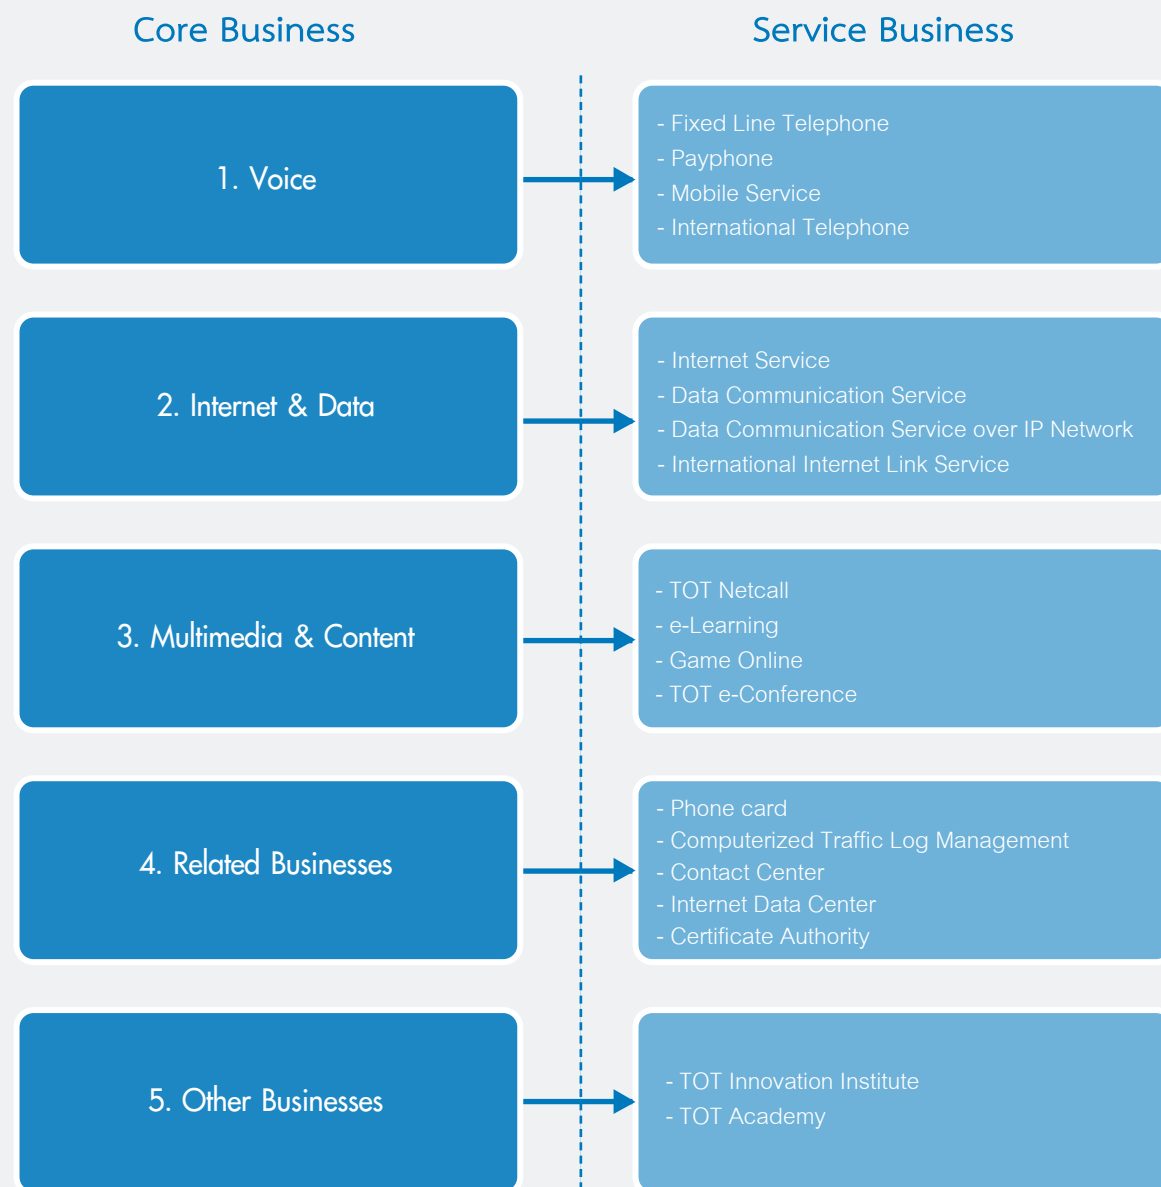 Core Business
Service Business
1. Voice
- Fixed Line Telephone
- Payphone
- Mobile Service
- International Telephone
2. Internet & Data
- Internet Service
- Data Communication Service
- Data Communication Service over IP Network
- International Internet Link Service
3. Multimedia & Content
- TOT Netcall
- e-Learning
- Game Online
- TOT e-Conference
4. Related Businesses
- Phone card
- Computerized Traffic Log Management
- Contact Center
- Internet Data Center
- Certificate Authority
5. Other Businesses
- TOT Innovation Institute
- TOT Academy